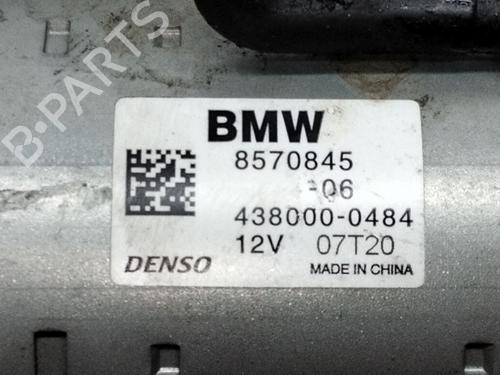 B-PARTS
BMW
8570845
-06
438000-0484
12V 07T20
DENSO
MADE IN CHINA